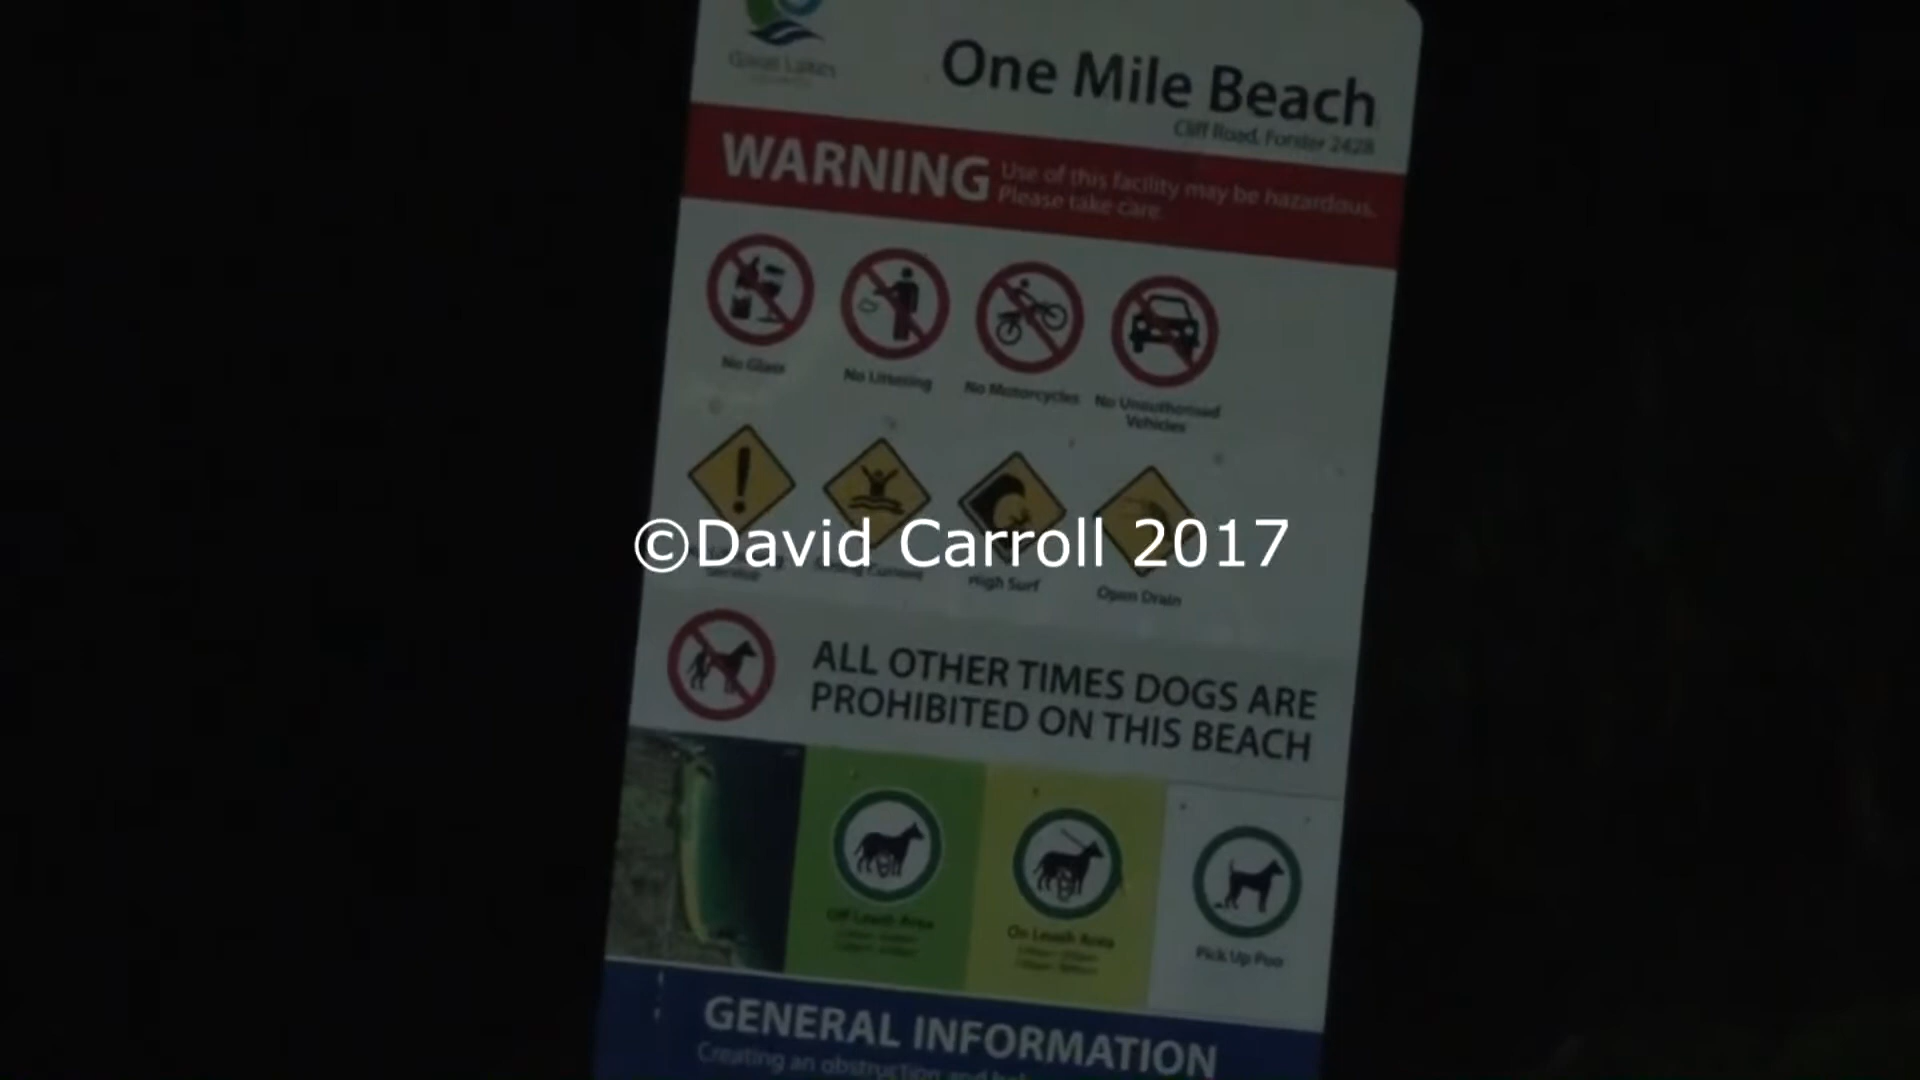 Great Lakes
One Mile Beach
Cliff Road, Forster 2428
WARNING
Use of this facility may be hazardous.
Please take care.
No Glass
No Littering
No Motorcycles
No Unauthorised
Vehicles
©David Carroll 2017
Service
High Surf
Open Drain
ALL OTHER TIMES DOGS ARE
PROHIBITED ON THIS BEACH
Off Leash Area
On Leash Area
Pick Up Poo
GENERAL INFORMATION
Creating an obstruction and